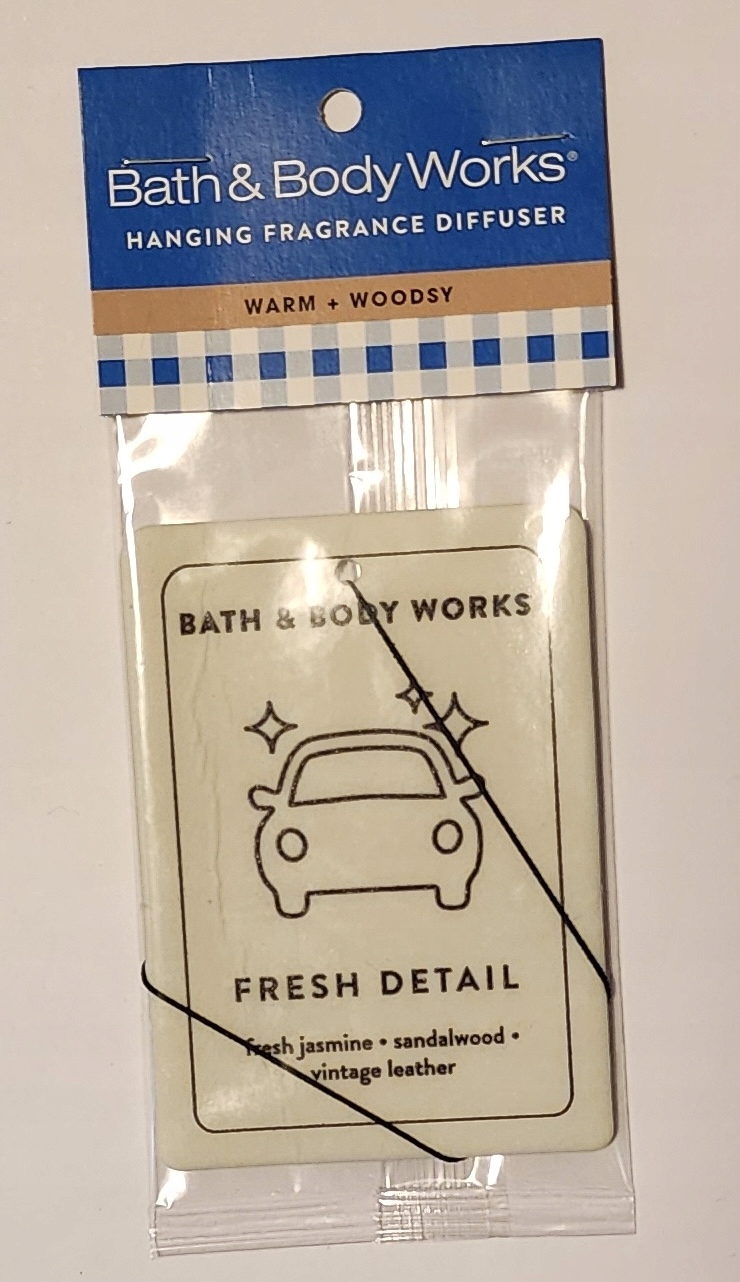 Bath & Body Works®
HANGING FRAGRANCE DIFFUSER
WARM + WOODSY
BATH & BODY WORKS
FRESH DETAIL
fresh jasmine • sandalwood •
vintage leather